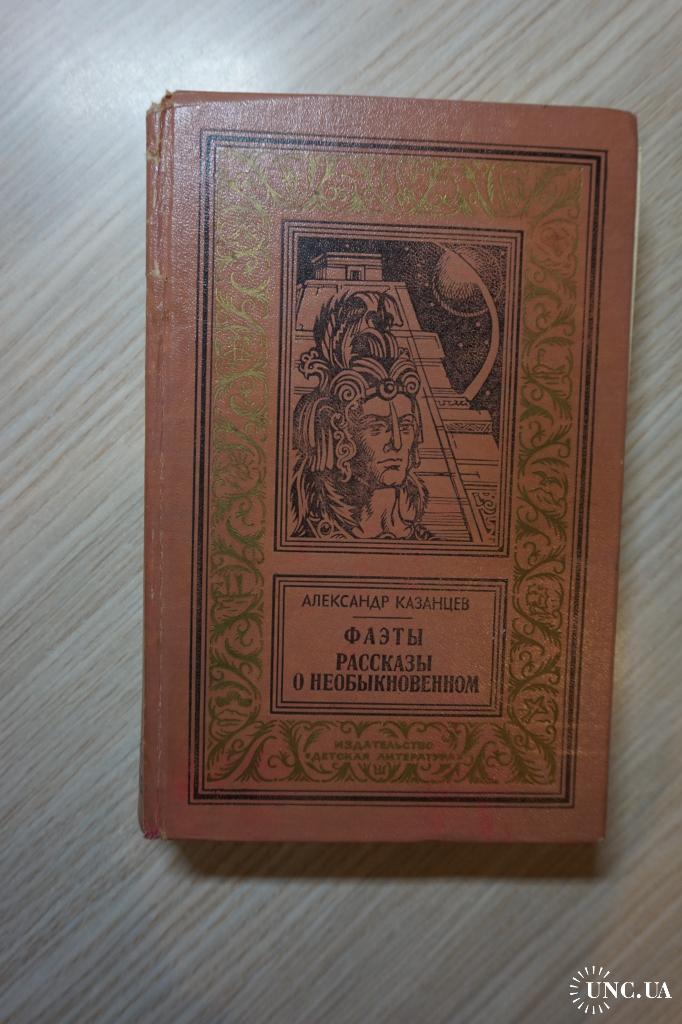 АЛЕКСАНДР КАЗАНЦЕВ
ФАЭТЫ
РАССКАЗЫ
О НЕОБЫКНОВЕННОМ
ИЗДАТЕЛЬСТВО
«ДЕТСКАЯ ЛИТЕРАТУРА»
UNC.UA